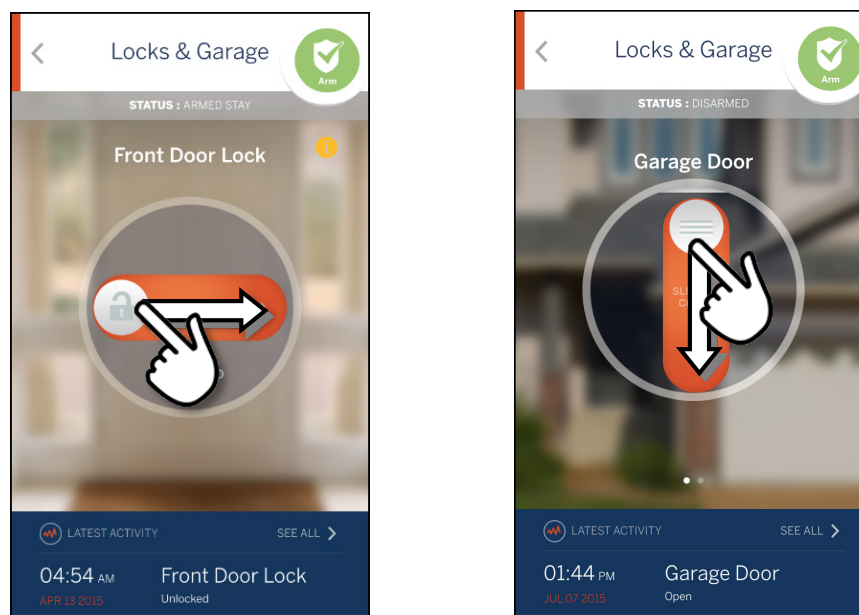 Locks & Garage
Arm
STATUS : ARMED STAY
Front Door Lock
LATEST ACTIVITY
SEE ALL
04:54 AM
Front Door Lock
APR 13 2015
Unlocked
Locks & Garage
Arm
STATUS : DISARMED
Garage Door
LATEST ACTIVITY
SEE ALL
01:44 PM
Garage Door
JUL 07 2015
Open